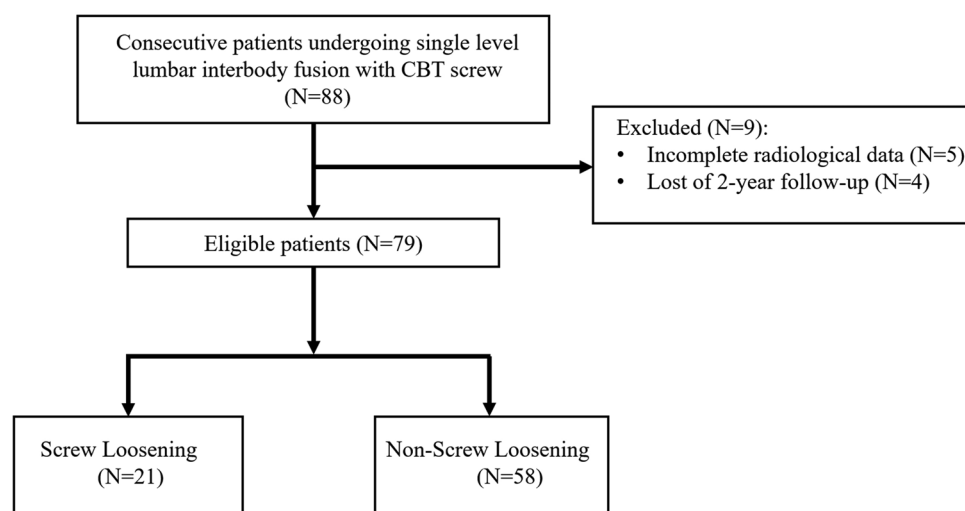 Consecutive patients undergoing single level
lumbar interbody fusion with CBT screw
(N=88)
Excluded (N=9):
• Incomplete radiological data (N=5)
• Lost of 2-year follow-up (N=4)
Eligible patients (N=79)
Screw Loosening
(N=21)
Non-Screw Loosening
(N=58)